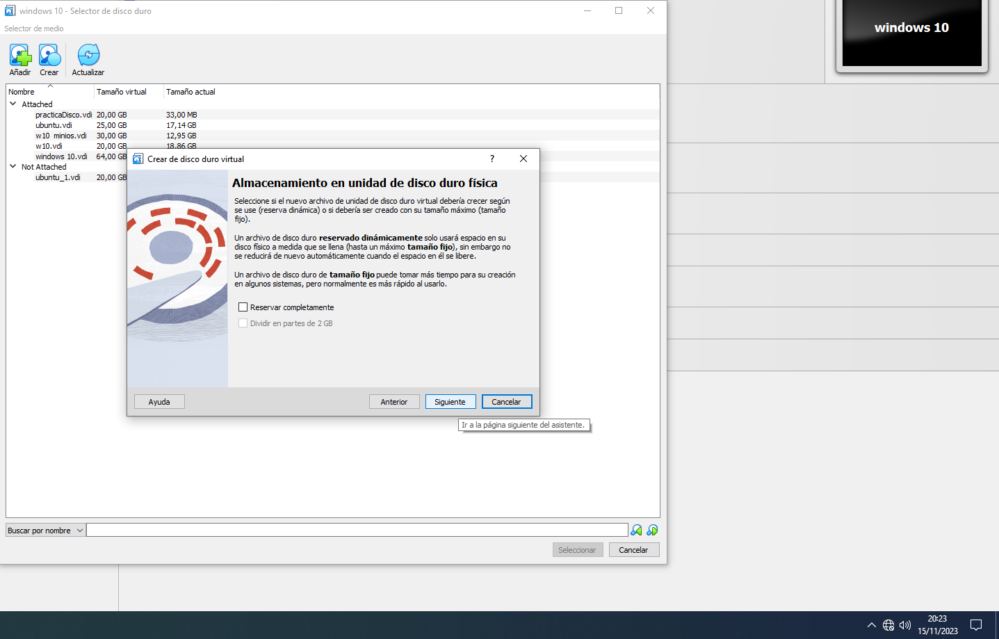 windows 10 - Selector de disco duro
Selector de medio
Añadir
Crear
Actualizar
Nombre
Tamaño virtual
Tamaño actual
Attached
practicaDisco.vdi 20,00 GB 33,00 MB
ubuntu.vdi 25,00 GB 17,14 GB
w10 minios.vdi 30,00 GB 12,95 GB
w10.vdi 20,00 GB 18,86 GB
windows 10.vdi 64,00 GB
Not Attached
ubuntu_1.vdi 20,00 GB
windows 10
Crear de disco duro virtual
?
Almacenamiento en unidad de disco duro física
Seleccione si el nuevo archivo de unidad de disco duro virtual debería crecer según
se use (reserva dinámica) o si debería ser creado con su tamaño máximo (tamaño
fijo).
Un archivo de disco duro reservado dinámicamente solo usará espacio en su
disco físico a medida que se llena (hasta un máximo tamaño fijo), sin embargo no
se reducirá de nuevo automáticamente cuando el espacio en él se libere.
Un archivo de disco duro de tamaño fijo puede tomar más tiempo para su creación
en algunos sistemas, pero normalmente es más rápido al usarlo.
Reservar completamente
Dividir en partes de 2 GB
Ayuda
Anterior
Siguiente
Cancelar
Ir a la página siguiente del asistente.
Buscar por nombre
Seleccionar
Cancelar
20:23
15/11/2023